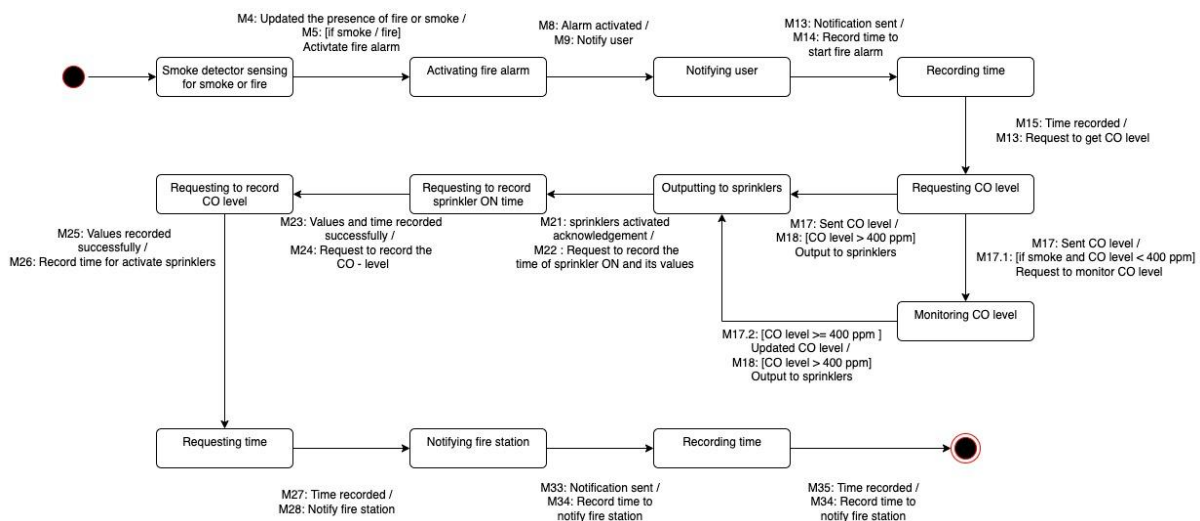 M4: Updated the presence of fire or smoke /
M5: [if smoke / fire]
Activtate fire alarm
M8: Alarm activated /
M9: Notify user
M13: Notification sent /
M14: Record time to
start fire alarm
Smoke detector sensing
for smoke or fire
Activating fire alarm
Notifying user
Recording time
M15: Time recorded /
M13: Request to get CO level
Requesting to record
CO level
Requesting to record
sprinkler ON time
Outputting to sprinklers
Requesting CO level
M25: Values recorded
successfully /
M26: Record time for activate sprinklers
M23: Values and time recorded
successfully /
M24: Request to record the
CO - level
M21: sprinklers activated
acknowledgement /
M22 : Request to record the
time of sprinkler ON and its values
M17: Sent CO level /
M18: [CO level > 400 ppm]
Output to sprinklers
M17: Sent CO level /
M17.1: [if smoke and CO level < 400 ppm]
Request to monitor CO level
Monitoring CO level
M17.2: [CO level >= 400 ppm ]
Updated CO level /
M18: [CO level > 400 ppm]
Output to sprinklers
Requesting time
Notifying fire station
Recording time
M27: Time recorded /
M28: Notify fire station
M33: Notification sent /
M34: Record time to
notify fire station
M35: Time recorded /
M34: Record time to
notify fire station